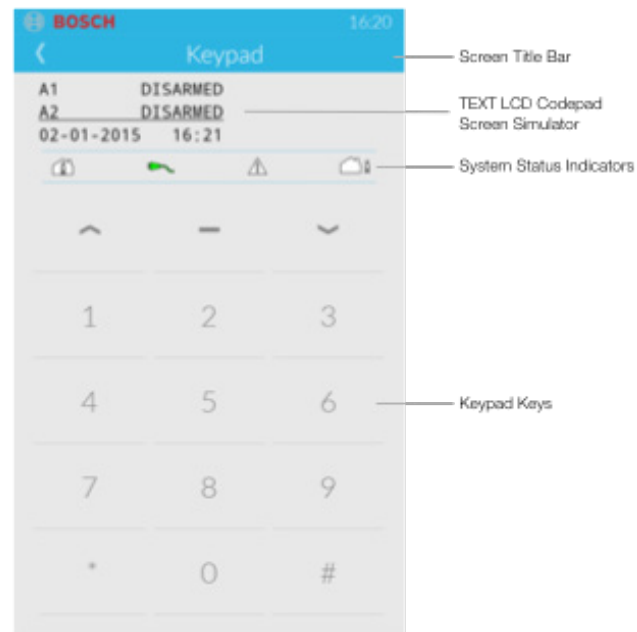 BOSCH 16:20
Keypad
Screen Title Bar
A1 DISARMED
A2 DISARMED
02-01-2015 16:21
TEXT LCD Codepad
Screen Simulator
System Status Indicators
1 2 3
4 5 6
Keypad Keys
7 8 9
* 0 #